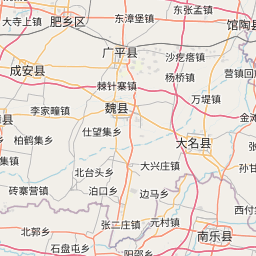 大寺上镇
肥乡区
东漳堡镇
东张孟镇
馆陶县
广平县
沙疙瘩镇
成安县
杨桥镇
营镇回
棘针寨镇
万堤镇
李家疃镇
魏县
金滩
柏鹤集乡
仕望集乡
大名县
北台头乡
大兴庄镇
孙甘
砖寨营镇
泊口乡
边马乡
西付
张二庄镇
元村镇
北郭乡
南乐县
石盘屯乡
阳邵乡